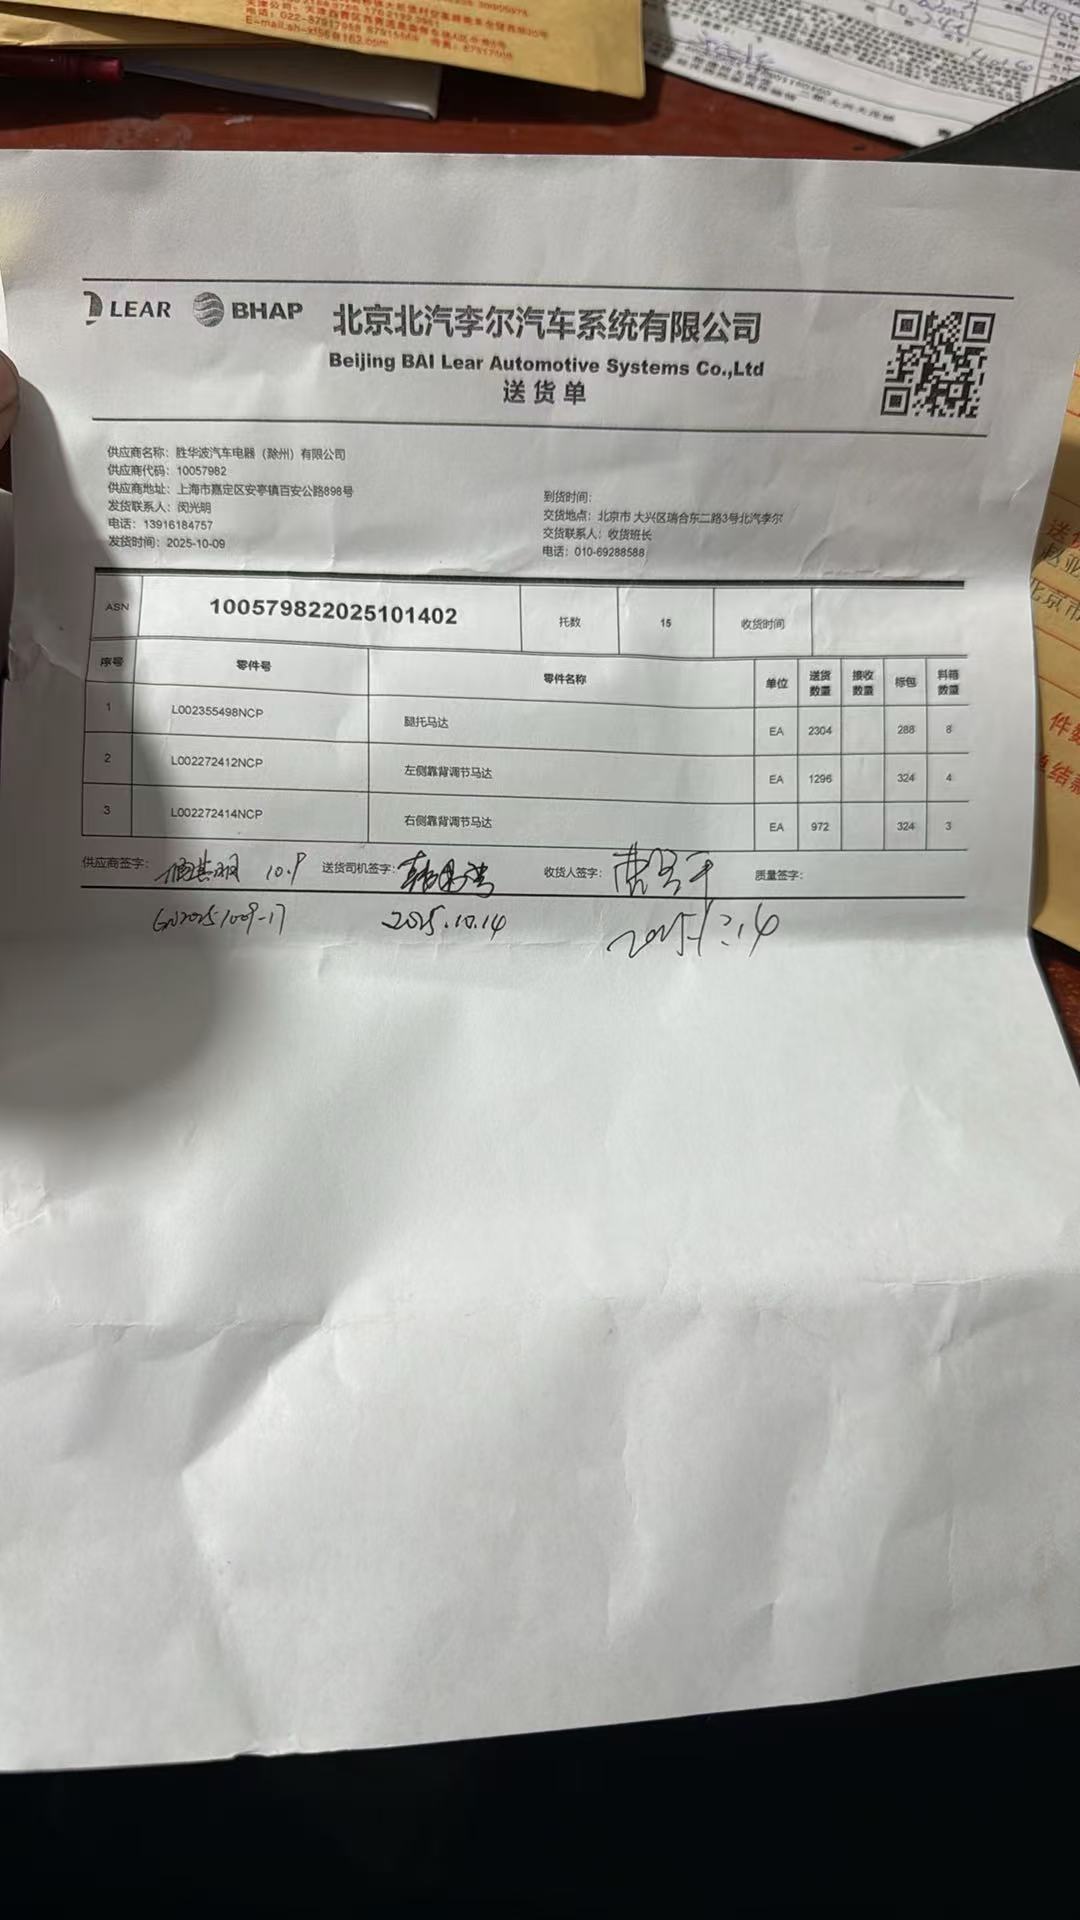 E-mail:sh-xf56@162.com
LEAR BHAP 北京北汽李尔汽车系统有限公司
Beijing BAI Lear Automotive Systems Co.,Ltd
送货单
供应商名称：胜华波汽车电器（滁州）有限公司
供应商代码：10057982
供应商地址：上海市嘉定区安亭镇百安公路898号
发货联系人：闵光明
电话：13916184757
发货时间：2025-10-09
到货时间：
交货地点：北京市 大兴区瑞合东二路3号北汽李尔
交货联系人：收货班长
电话：010-69288588
ASN 100579822025101402 托数 15 收货时间
序号 零件号 零件名称 单位 送货数量 接收数量 标包 料箱数量
1 L002355498NCP 腿托马达 EA 2304 288 8
2 L002272412NCP 左侧靠背调节马达 EA 1296 324 4
3 L002272414NCP 右侧靠背调节马达 EA 972 324 3
供应商签字： 10.9 送货司机签字： 收货人签字： 质量签字：
2025.10.14